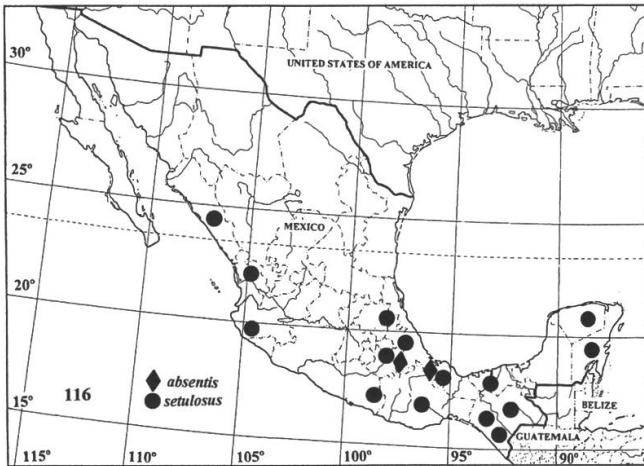 30°
UNITED STATES OF AMERICA
25°
MEXICO
20°
116
absentis
setulosus
15°
BELIZE
GUATEMALA
115° 110° 105° 100° 95° 90°